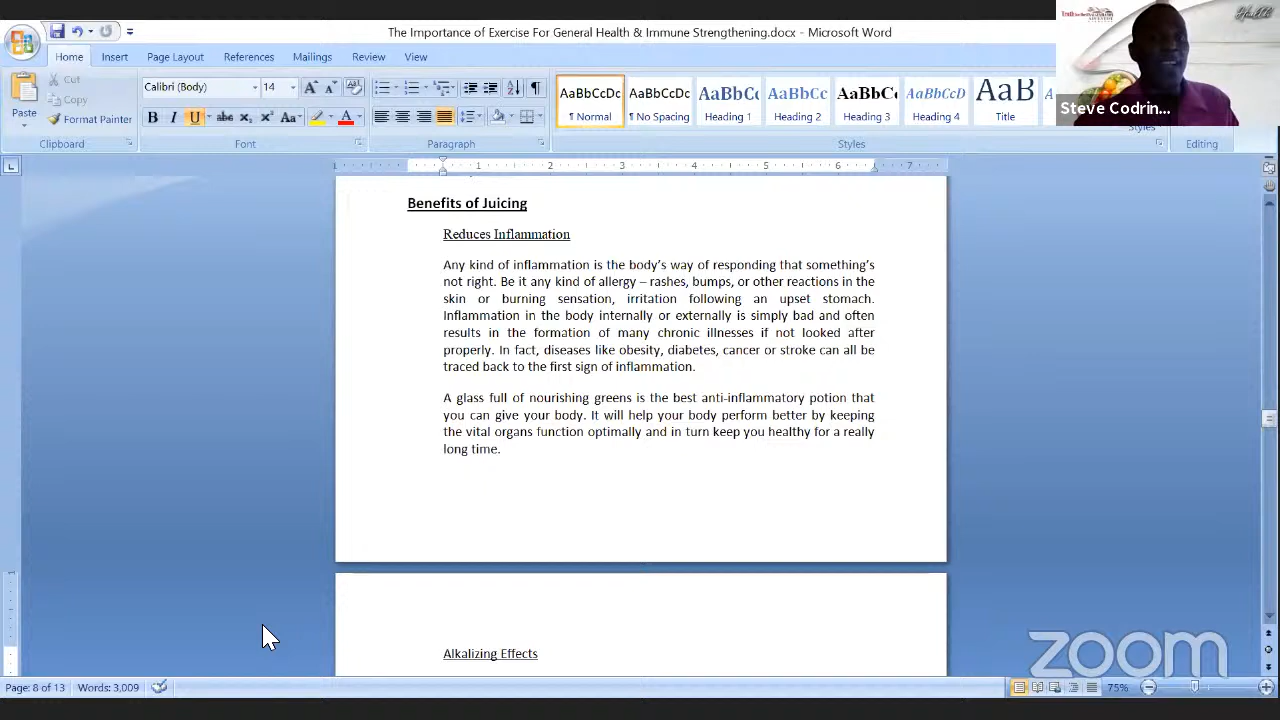 The Importance of Exercise For General Health & Immune Strengthening.docx - Microsoft Word
Home Insert Page Layout References Mailings Review View
Steve Codrin...
Paste
Cut
Copy
Format Painter
Calibri (Body) 14
AaBbCcDc AaBbCcDc AaBbCc AaBbCc AaBbCc AaBbCcD AaB
¶ Normal ¶ No Spacing Heading 1 Heading 2 Heading 3 Heading 4 Title
Styles
Clipboard Font Paragraph Styles Editing
1 1 2 3 4 5 6 7
Benefits of Juicing
Reduces Inflammation
Any kind of inflammation is the body's way of responding that something's
not right. Be it any kind of allergy – rashes, bumps, or other reactions in the
skin or burning sensation, irritation following an upset stomach.
Inflammation in the body internally or externally is simply bad and often
results in the formation of many chronic illnesses if not looked after
properly. In fact, diseases like obesity, diabetes, cancer or stroke can all be
traced back to the first sign of inflammation.
A glass full of nourishing greens is the best anti-inflammatory potion that
you can give your body. It will help your body perform better by keeping
the vital organs function optimally and in turn keep you healthy for a really
long time.
Alkalizing Effects
zoom
Page: 8 of 13 Words: 3,009 75%